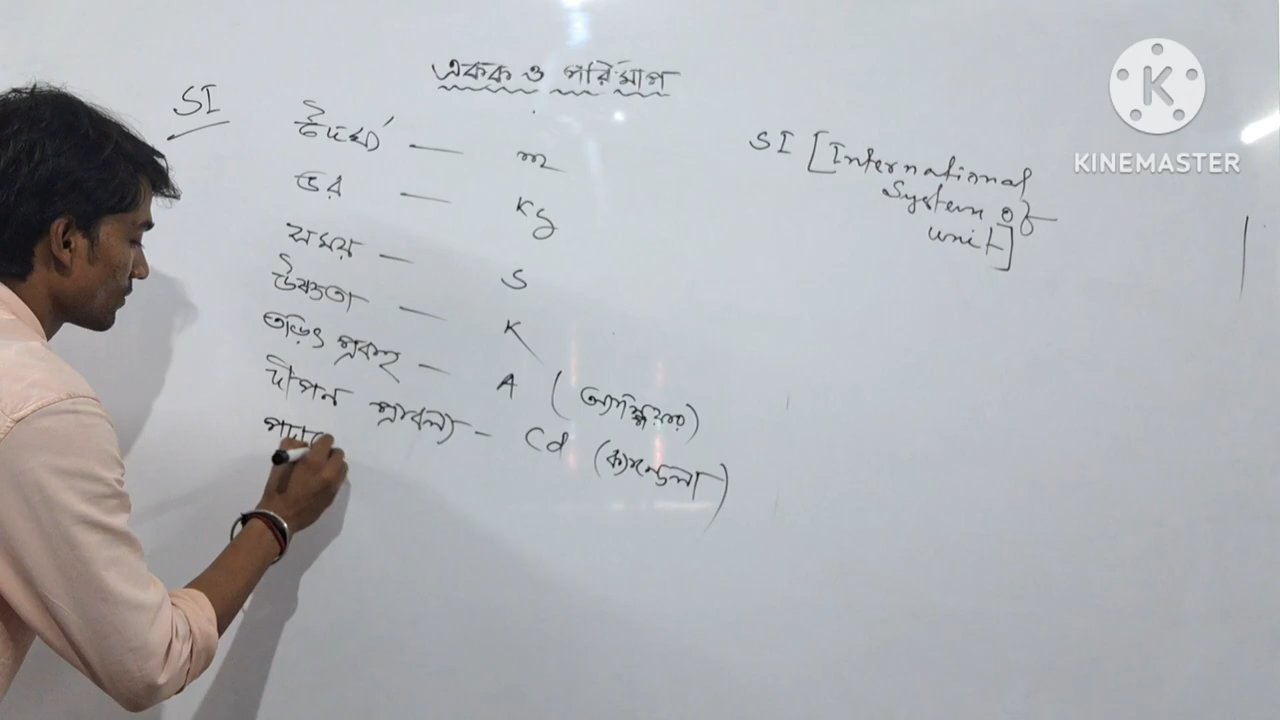 একক ও পরিমাপ
SI
দৈর্ঘ্য — m
ভর — kg
সময় — S
উষ্ণতা — K
তড়িৎ প্রবাহ — A (অ্যাম্পিয়ার)
দীপন প্রাবল্য — Cd (ক্যান্ডেলা)
SI [International
System of
unit]
KINEMASTER